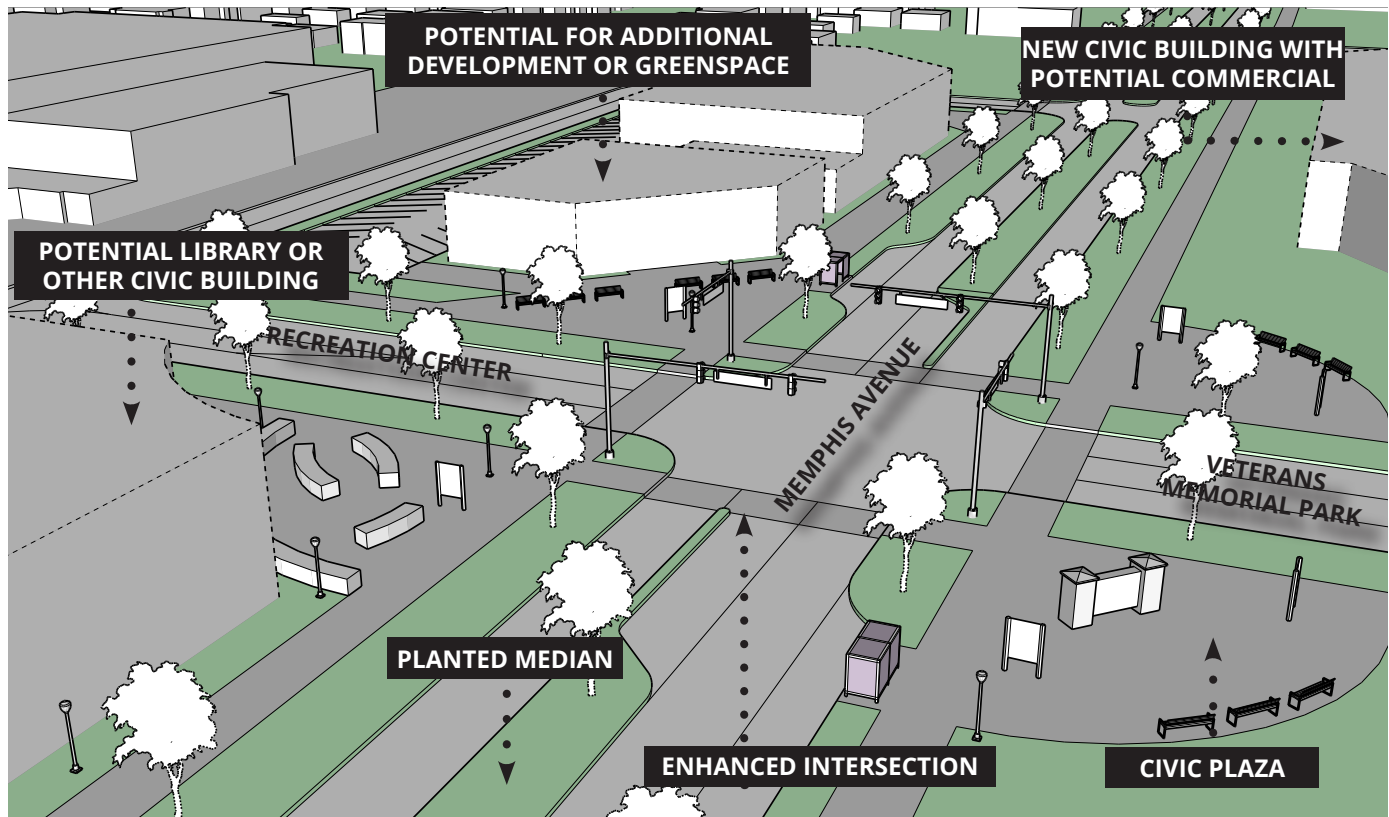 POTENTIAL FOR ADDITIONAL
DEVELOPMENT OR GREENSPACE
NEW CIVIC BUILDING WITH
POTENTIAL COMMERCIAL
POTENTIAL LIBRARY OR
OTHER CIVIC BUILDING
RECREATION CENTER
MEMPHIS AVENUE
VETERANS
MEMORIAL PARK
PLANTED MEDIAN
ENHANCED INTERSECTION
CIVIC PLAZA